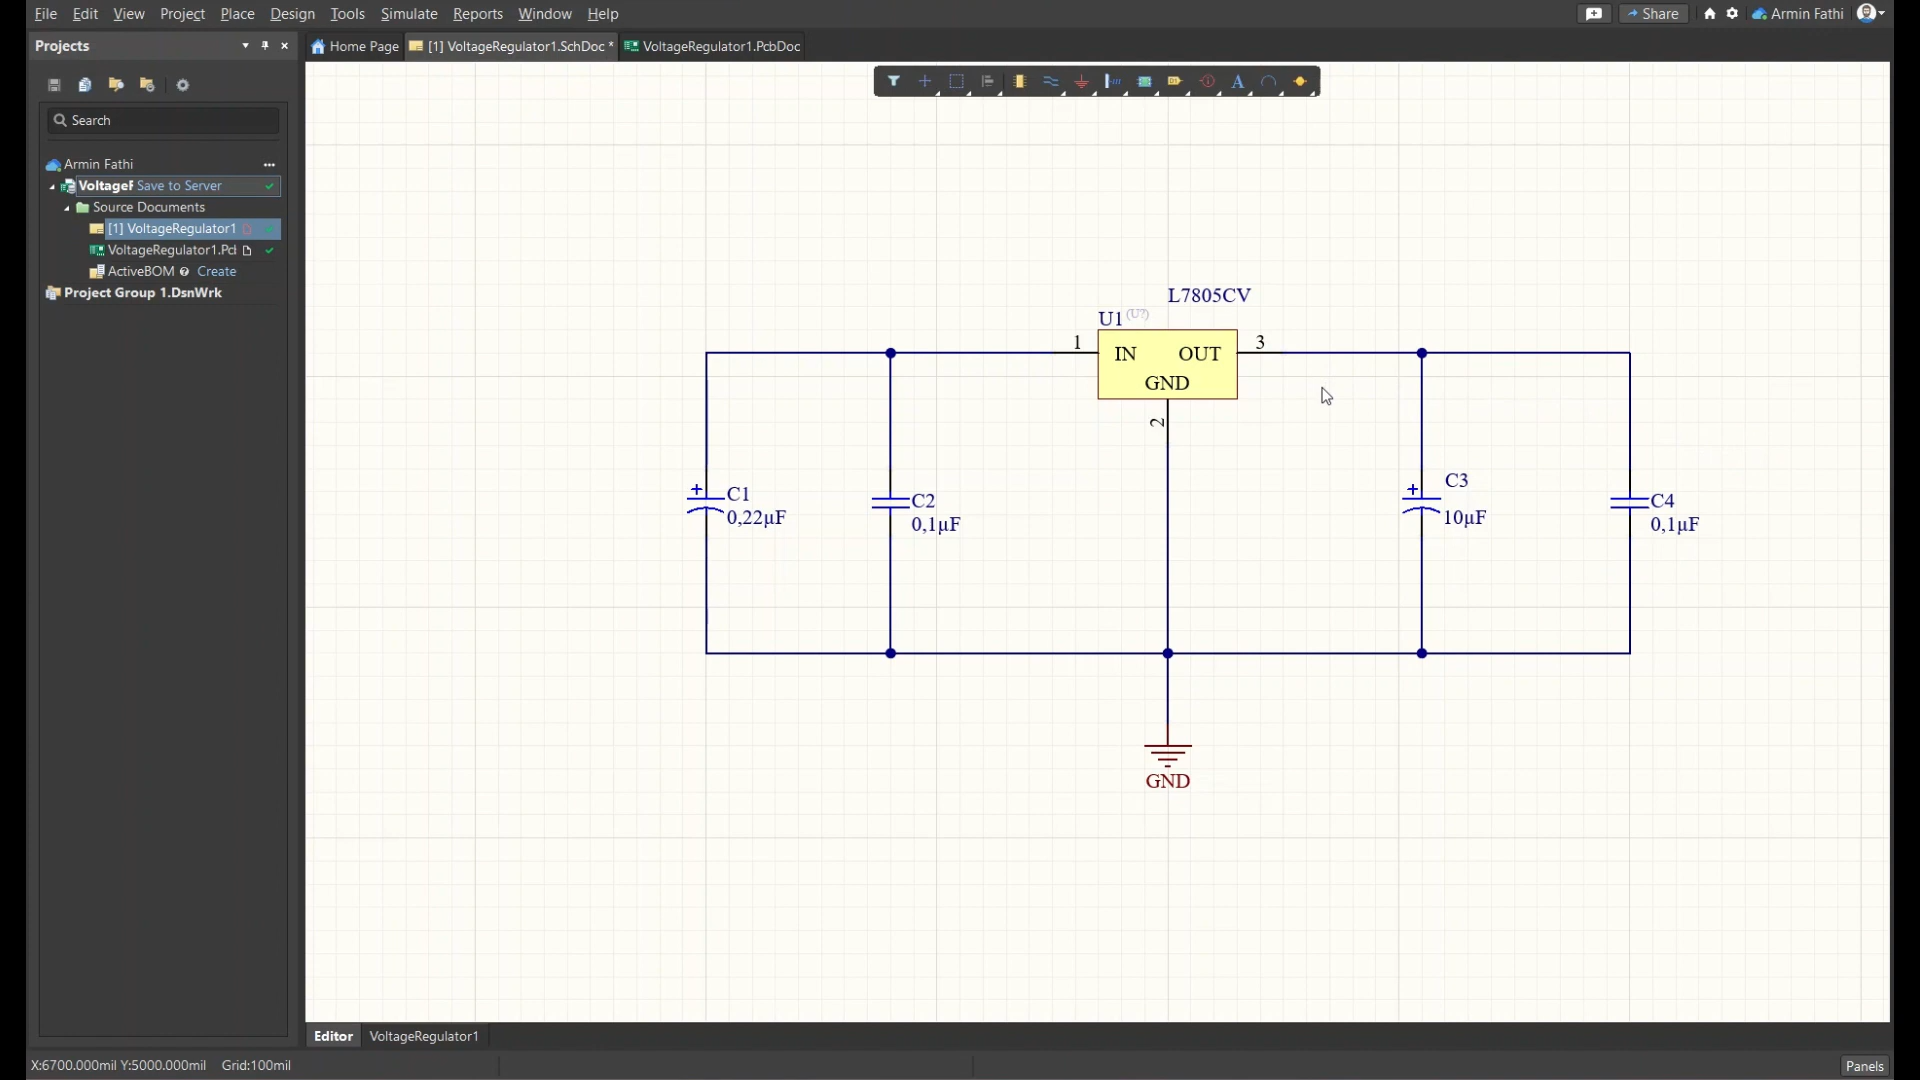 File Edit View Project Place Design Tools Simulate Reports Window Help
Share Armin Fathi
Projects
Home Page [1] VoltageRegulator1.SchDoc * VoltageRegulator1.PcbDoc
Search
Armin Fathi
VoltageF Save to Server
Source Documents
[1] VoltageRegulator1
VoltageRegulator1.Pcl
ActiveBOM Create
Project Group 1.DsnWrk
L7805CV
U1 (U?)
1 IN OUT 3
GND
2
+ C1
0,22µF
C2
0,1µF
+ C3
10µF
C4
0,1µF
GND
Editor VoltageRegulator1
X:6700.000mil Y:5000.000mil Grid:100mil
Panels